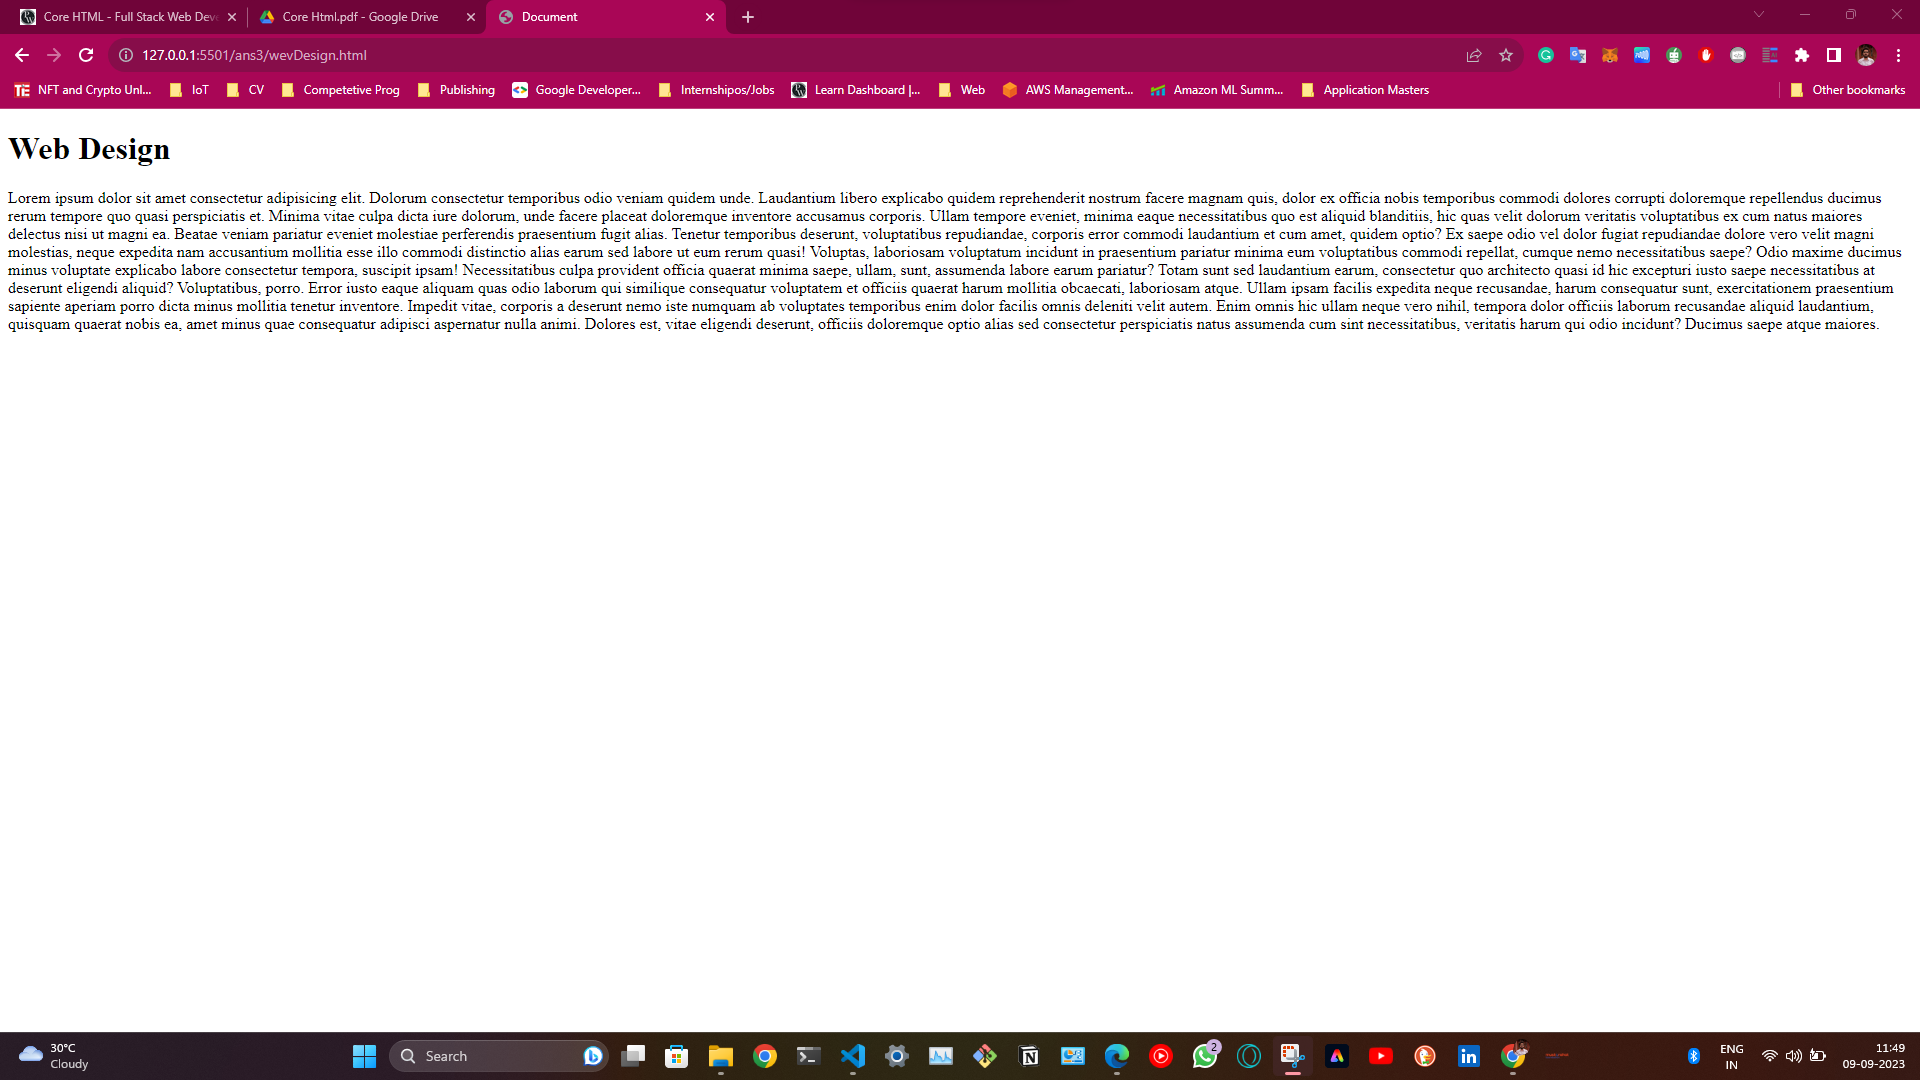 Core HTML - Full Stack Web Deve
Core Html.pdf - Google Drive
Document
127.0.0.1:5501/ans3/wevDesign.html
NFT and Crypto Unl...
IoT
CV
Competetive Prog
Publishing
Google Developer...
Internshipos/Jobs
Learn Dashboard |...
Web
AWS Management...
Amazon ML Summ...
Application Masters
Other bookmarks
Web Design
Lorem ipsum dolor sit amet consectetur adipisicing elit. Dolorum consectetur temporibus odio veniam quidem unde. Laudantium libero explicabo quidem reprehenderit nostrum facere magnam quis, dolor ex officia nobis temporibus commodi dolores corrupti doloremque repellendus ducimus
rerum tempore quo quasi perspiciatis et. Minima vitae culpa dicta iure dolorum, unde facere placeat doloremque inventore accusamus corporis. Ullam tempore eveniet, minima eaque necessitatibus quo est aliquid blanditiis, hic quas velit dolorum veritatis voluptatibus ex cum natus maiores
delectus nisi ut magni ea. Beatae veniam pariatur eveniet molestiae perferendis praesentium fugit alias. Tenetur temporibus deserunt, voluptatibus repudiandae, corporis error commodi laudantium et cum amet, quidem optio? Ex saepe odio vel dolor fugiat repudiandae dolore vero velit magni
molestias, neque expedita nam accusantium mollitia esse illo commodi distinctio alias earum sed labore ut eum rerum quasi! Voluptas, laboriosam voluptatum incidunt in praesentium pariatur minima eum voluptatibus commodi repellat, cumque nemo necessitatibus saepe? Odio maxime ducimus
minus voluptate explicabo labore consectetur tempora, suscipit ipsam! Necessitatibus culpa provident officia quaerat minima saepe, ullam, sunt, assumenda labore earum pariatur? Totam sunt sed laudantium earum, consectetur quo architecto quasi id hic excepturi iusto saepe necessitatibus at
deserunt eligendi aliquid? Voluptatibus, porro. Error iusto eaque aliquam quas odio laborum qui similique consequatur voluptatem et officiis quaerat harum mollitia obcaecati, laboriosam atque. Ullam ipsam facilis expedita neque recusandae, harum consequatur sunt, exercitationem praesentium
sapiente aperiam porro dicta minus mollitia tenetur inventore. Impedit vitae, corporis a deserunt nemo iste numquam ab voluptates temporibus enim dolor facilis omnis deleniti velit autem. Enim omnis hic ullam neque vero nihil, tempora dolor officiis laborum recusandae aliquid laudantium,
quisquam quaerat nobis ea, amet minus quae consequatur adipisci aspernatur nulla animi. Dolores est, vitae eligendi deserunt, officiis doloremque optio alias sed consectetur perspiciatis natus assumenda cum sint necessitatibus, veritatis harum qui odio incidunt? Ducimus saepe atque maiores.
30°C
Cloudy
Search
2
ENG
IN
11:49
09-09-2023